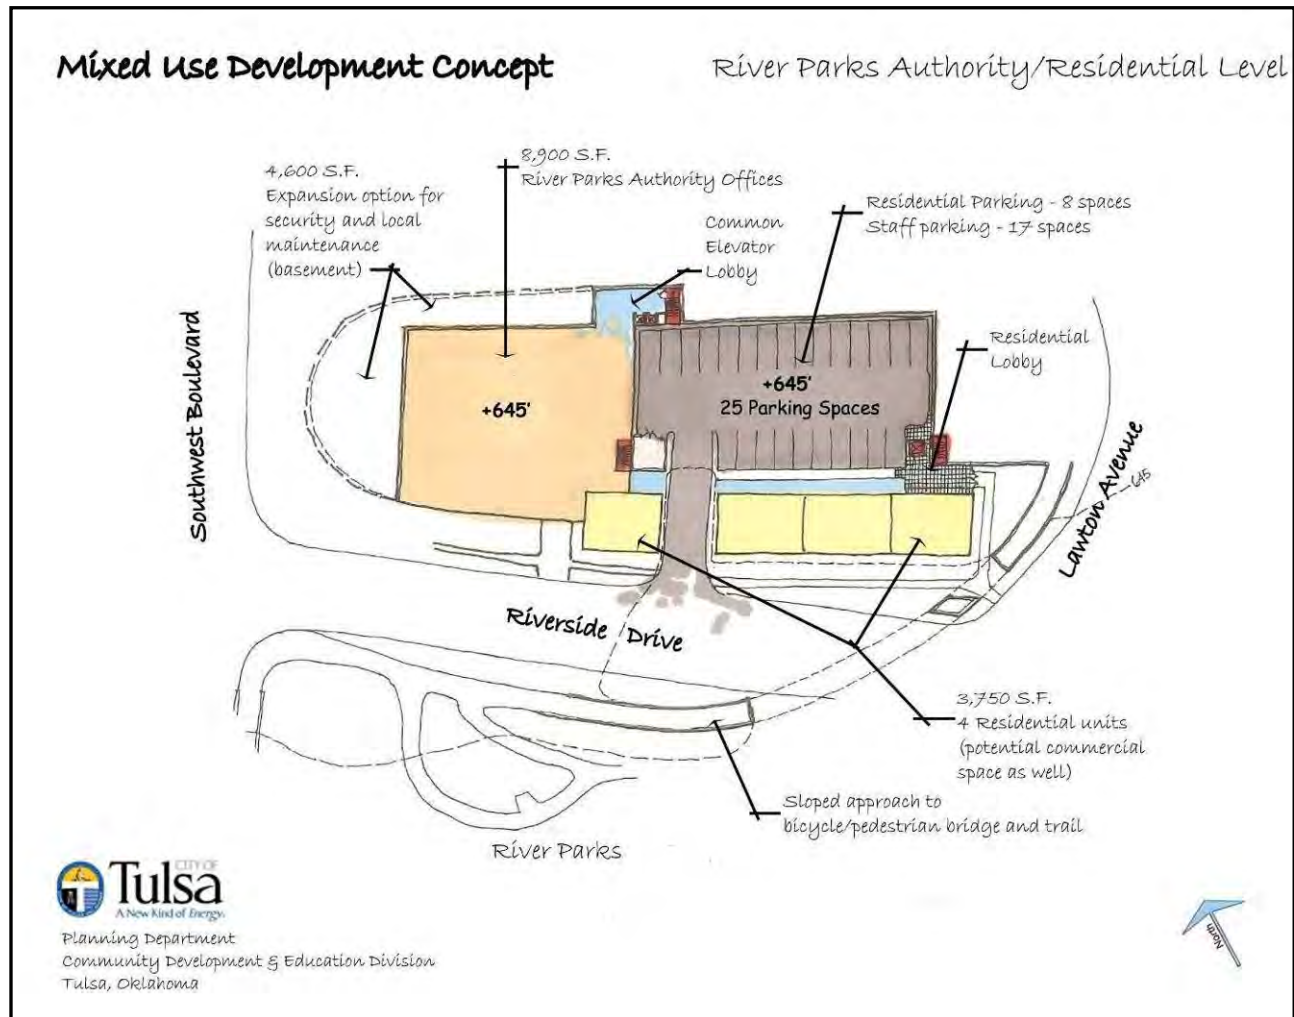 Mixed Use Development Concept
River Parks Authority/Residential Level
4,600 S.F.
Expansion option for
security and local
maintenance
(basement)
8,900 S.F.
River Parks Authority Offices
Common
Elevator
Lobby
Residential Parking - 8 spaces
Staff parking - 17 spaces
Residential
Lobby
Southwest Boulevard
+645'
+645'
25 Parking Spaces
Lawton Avenue
645
Riverside Drive
3,750 S.F.
4 Residential units
(potential commercial
space as well)
Sloped approach to
bicycle/pedestrian bridge and trail
River Parks
CITY OF
Tulsa
A New Kind of Energy.
Planning Department
Community Development & Education Division
Tulsa, Oklahoma
North